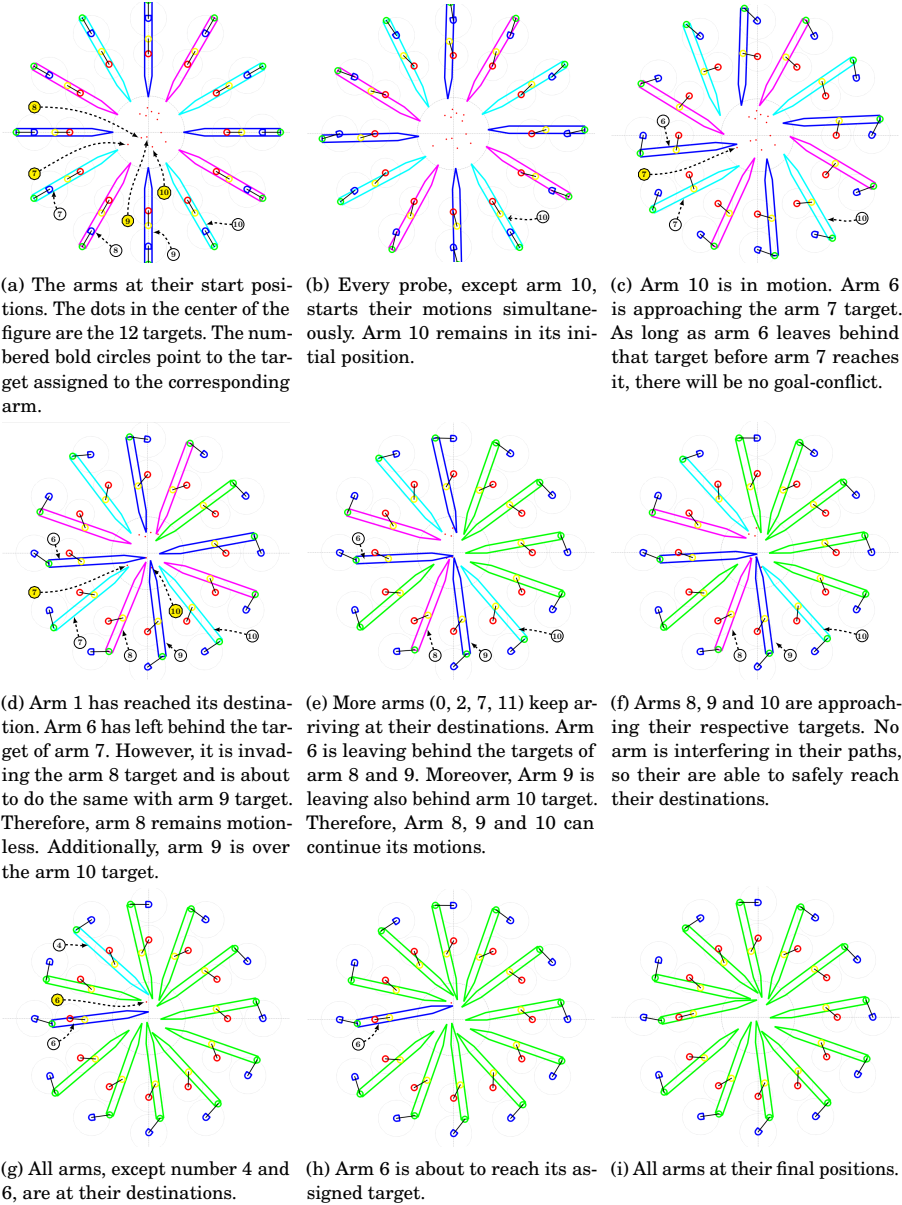 8
7
9
10
7
8
9
10
10
6
7
7
10
(a) The arms at their start posi-
tions. The dots in the center of the
figure are the 12 targets. The num-
bered bold circles point to the tar-
get assigned to the corresponding
arm.
(b) Every probe, except arm 10,
starts their motions simultane-
ously. Arm 10 remains in its ini-
tial position.
(c) Arm 10 is in motion. Arm 6
is approaching the arm 7 target.
As long as arm 6 leaves behind
that target before arm 7 reaches
it, there will be no goal-conflict.
6
7
10
7
8
9
10
6
8
9
10
8
9
10
(d) Arm 1 has reached its destina-
tion. Arm 6 has left behind the tar-
get of arm 7. However, it is invad-
ing the arm 8 target and is about
to do the same with arm 9 target.
Therefore, arm 8 remains motion-
less. Additionally, arm 9 is over
the arm 10 target.
(e) More arms (0, 2, 7, 11) keep ar-
riving at their destinations. Arm
6 is leaving behind the targets of
arm 8 and 9. Moreover, Arm 9 is
leaving also behind arm 10 target.
Therefore, Arm 8, 9 and 10 can
continue its motions.
(f) Arms 8, 9 and 10 are approach-
ing their respective targets. No
arm is interfering in their paths,
so their are able to safely reach
their destinations.
4
6
6
6
(g) All arms, except number 4 and
6, are at their destinations.
(h) Arm 6 is about to reach its as-
signed target.
(i) All arms at their final positions.